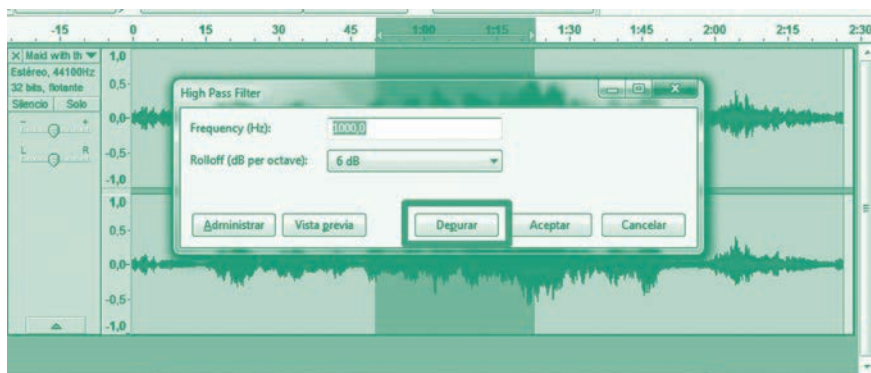 -15 0 15 30 45 1:00 1:15 1:30 1:45 2:00 2:15 2:30
Maid with th
Estéreo, 44100Hz
32 bits, flotante
Silencio Solo
- +
L R
1,0
0,5-
0,0-
-0,5-
-1,0
High Pass Filter
Frequency (Hz): 1000,0
Rolloff (dB per octave): 6 dB
Administrar Vista previa Depurar Aceptar Cancelar
1,0
0,5-
0,0-
-0,5-
-1,0